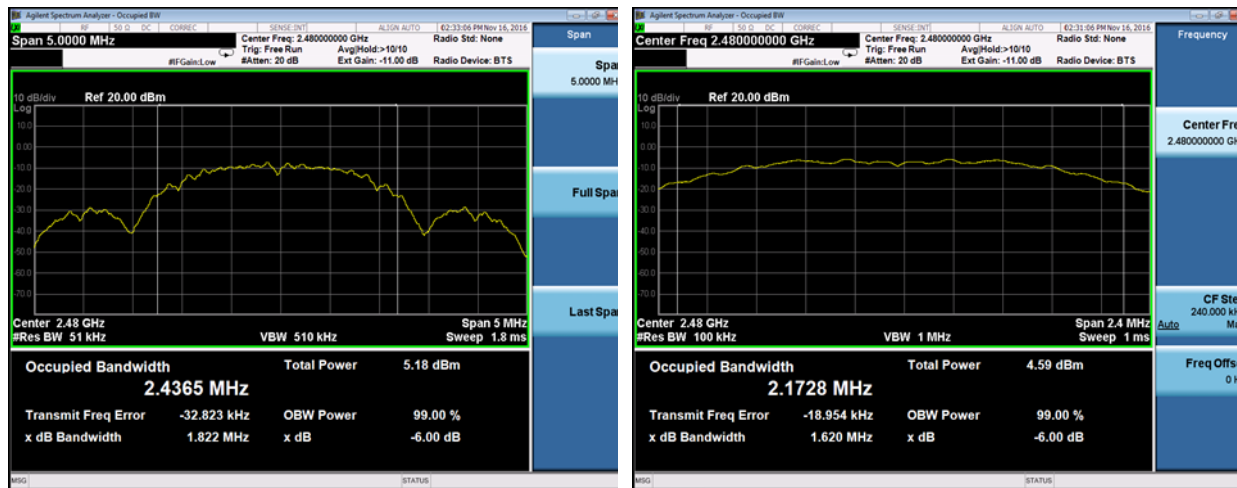 Agilent Spectrum Analyzer - Occupied BW
RF 50 Ω DC CORREC SENSE:INT ALIGN AUTO 02:33:06 PM Nov 16, 2016
Span 5.0000 MHz
Center Freq: 2.480000000 GHz
Radio Std: None
Trig: Free Run Avg|Hold:>10/10
#IFGain:Low #Atten: 20 dB Ext Gain: -11.00 dB Radio Device: BTS
10 dB/div Ref 20.00 dBm
Log
10.0
0.00
-10.0
-20.0
-30.0
-40.0
-50.0
-60.0
-70.0
Center 2.48 GHz Span 5 MHz
#Res BW 51 kHz VBW 510 kHz Sweep 1.8 ms
Occupied Bandwidth Total Power 5.18 dBm
2.4365 MHz
Transmit Freq Error -32.823 kHz OBW Power 99.00 %
x dB Bandwidth 1.822 MHz x dB -6.00 dB
MSG STATUS
Span
Spa
5.0000 MH
Full Spa
Last Spa
Agilent Spectrum Analyzer - Occupied BW
RF 50 Ω DC CORREC SENSE:INT ALIGN AUTO 02:31:06 PM Nov 16, 2016
Center Freq 2.480000000 GHz
Center Freq: 2.480000000 GHz
Radio Std: None
Trig: Free Run Avg|Hold:>10/10
#IFGain:Low #Atten: 20 dB Ext Gain: -11.00 dB Radio Device: BTS
10 dB/div Ref 20.00 dBm
Log
10.0
0.00
-10.0
-20.0
-30.0
-40.0
-50.0
-60.0
-70.0
Center 2.48 GHz Span 2.4 MHz
#Res BW 100 kHz VBW 1 MHz Sweep 1 ms
Occupied Bandwidth Total Power 4.59 dBm
2.1728 MHz
Transmit Freq Error -18.954 kHz OBW Power 99.00 %
x dB Bandwidth 1.620 MHz x dB -6.00 dB
MSG STATUS
Frequency
Center Fre
2.480000000 GH
CF Ste
240.000 kH
Auto Ma
Freq Offs
0 H